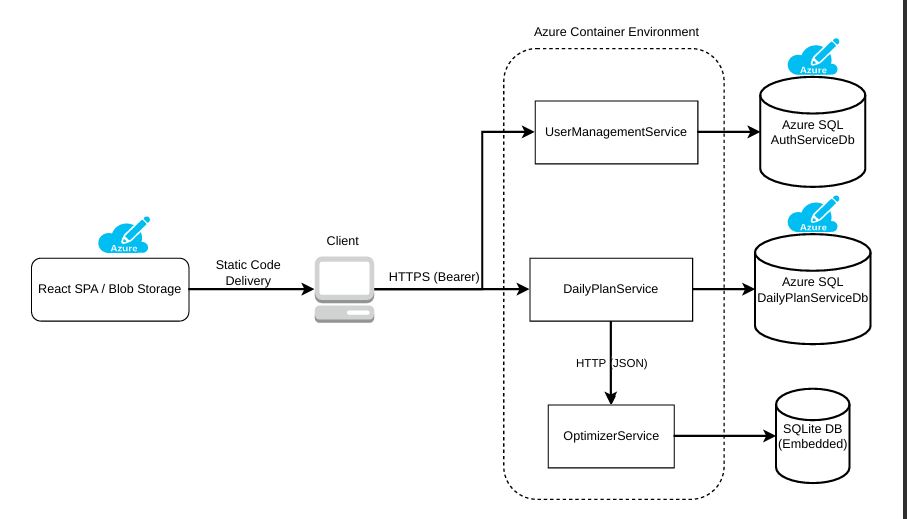 Azure Container Environment
Azure
UserManagementService
Azure SQL
AuthServiceDb
Azure
Azure
Client
React SPA / Blob Storage
Static Code
Delivery
HTTPS (Bearer)
DailyPlanService
Azure SQL
DailyPlanServiceDb
HTTP (JSON)
OptimizerService
SQLite DB
(Embedded)